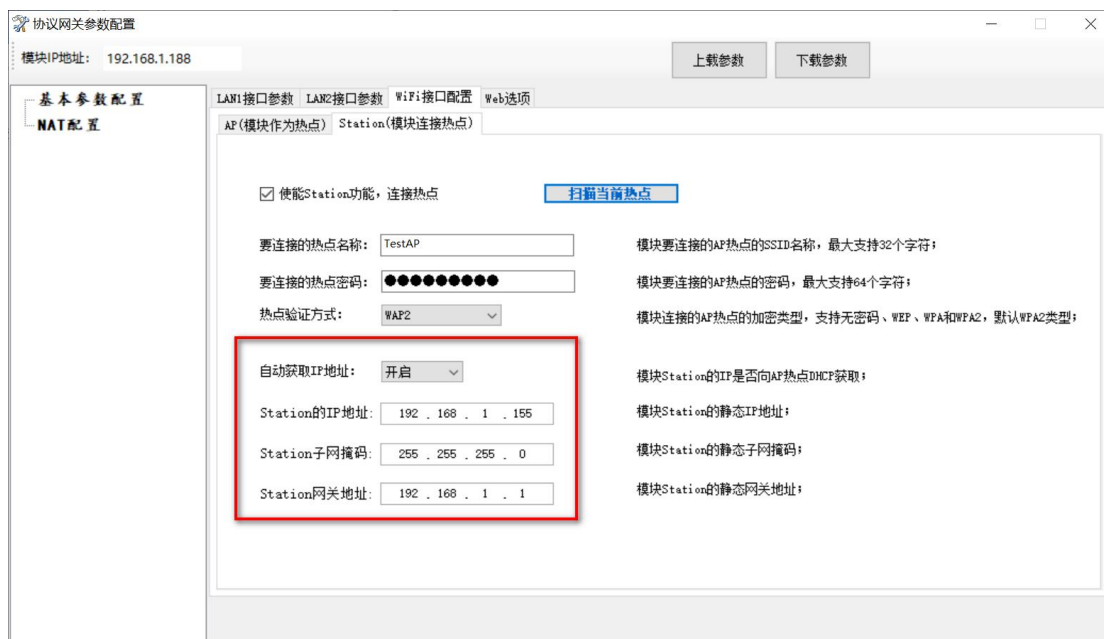 协议网关参数配置
模块IP地址: 192.168.1.188 上载参数 下载参数
基本参数配置
NAT配置
LAN1接口参数 LAN2接口参数 WiFi接口配置 Web选项
AP(模块作为热点) Station(模块连接热点)
使能Station功能，连接热点 扫描当前热点
要连接的热点名称: TestAP 模块要连接的AP热点的SSID名称，最大支持32个字符;
要连接的热点密码: ●●●●●●●●● 模块要连接的AP热点的密码，最大支持64个字符;
热点验证方式: WAP2 模块连接的AP热点的加密类型，支持无密码、WEP、WPA和WPA2，默认WPA2类型;
自动获取IP地址: 开启 模块Station的IP是否向AP热点DHCP获取;
Station的IP地址: 192 . 168 . 1 . 155 模块Station的静态IP地址;
Station子网掩码: 255 . 255 . 255 . 0 模块Station的静态子网掩码;
Station网关地址: 192 . 168 . 1 . 1 模块Station的静态网关地址;